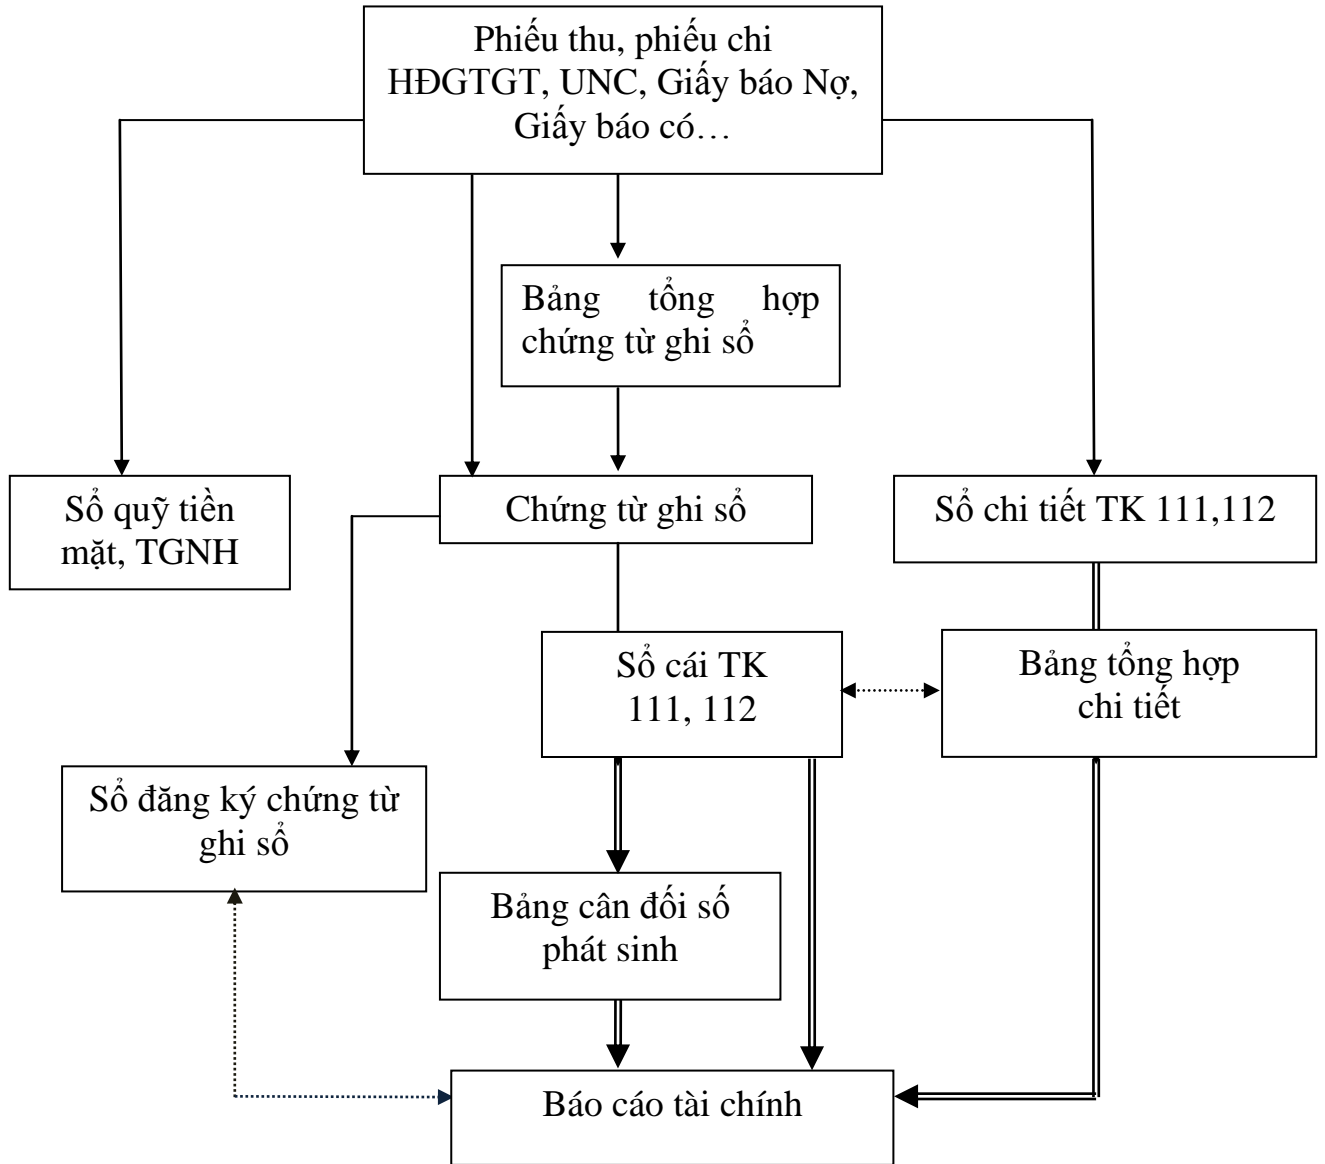 Phiếu thu, phiếu chi
HĐGTGT, UNC, Giấy báo Nợ,
Giấy báo có…
Bảng tổng hợp
chứng từ ghi sổ
Sổ quỹ tiền
mặt, TGNH
Chứng từ ghi sổ
Sổ chi tiết TK 111,112
Sổ cái TK
111, 112
Bảng tổng hợp
chi tiết
Sổ đăng ký chứng từ
ghi sổ
Bảng cân đối số
phát sinh
Báo cáo tài chính